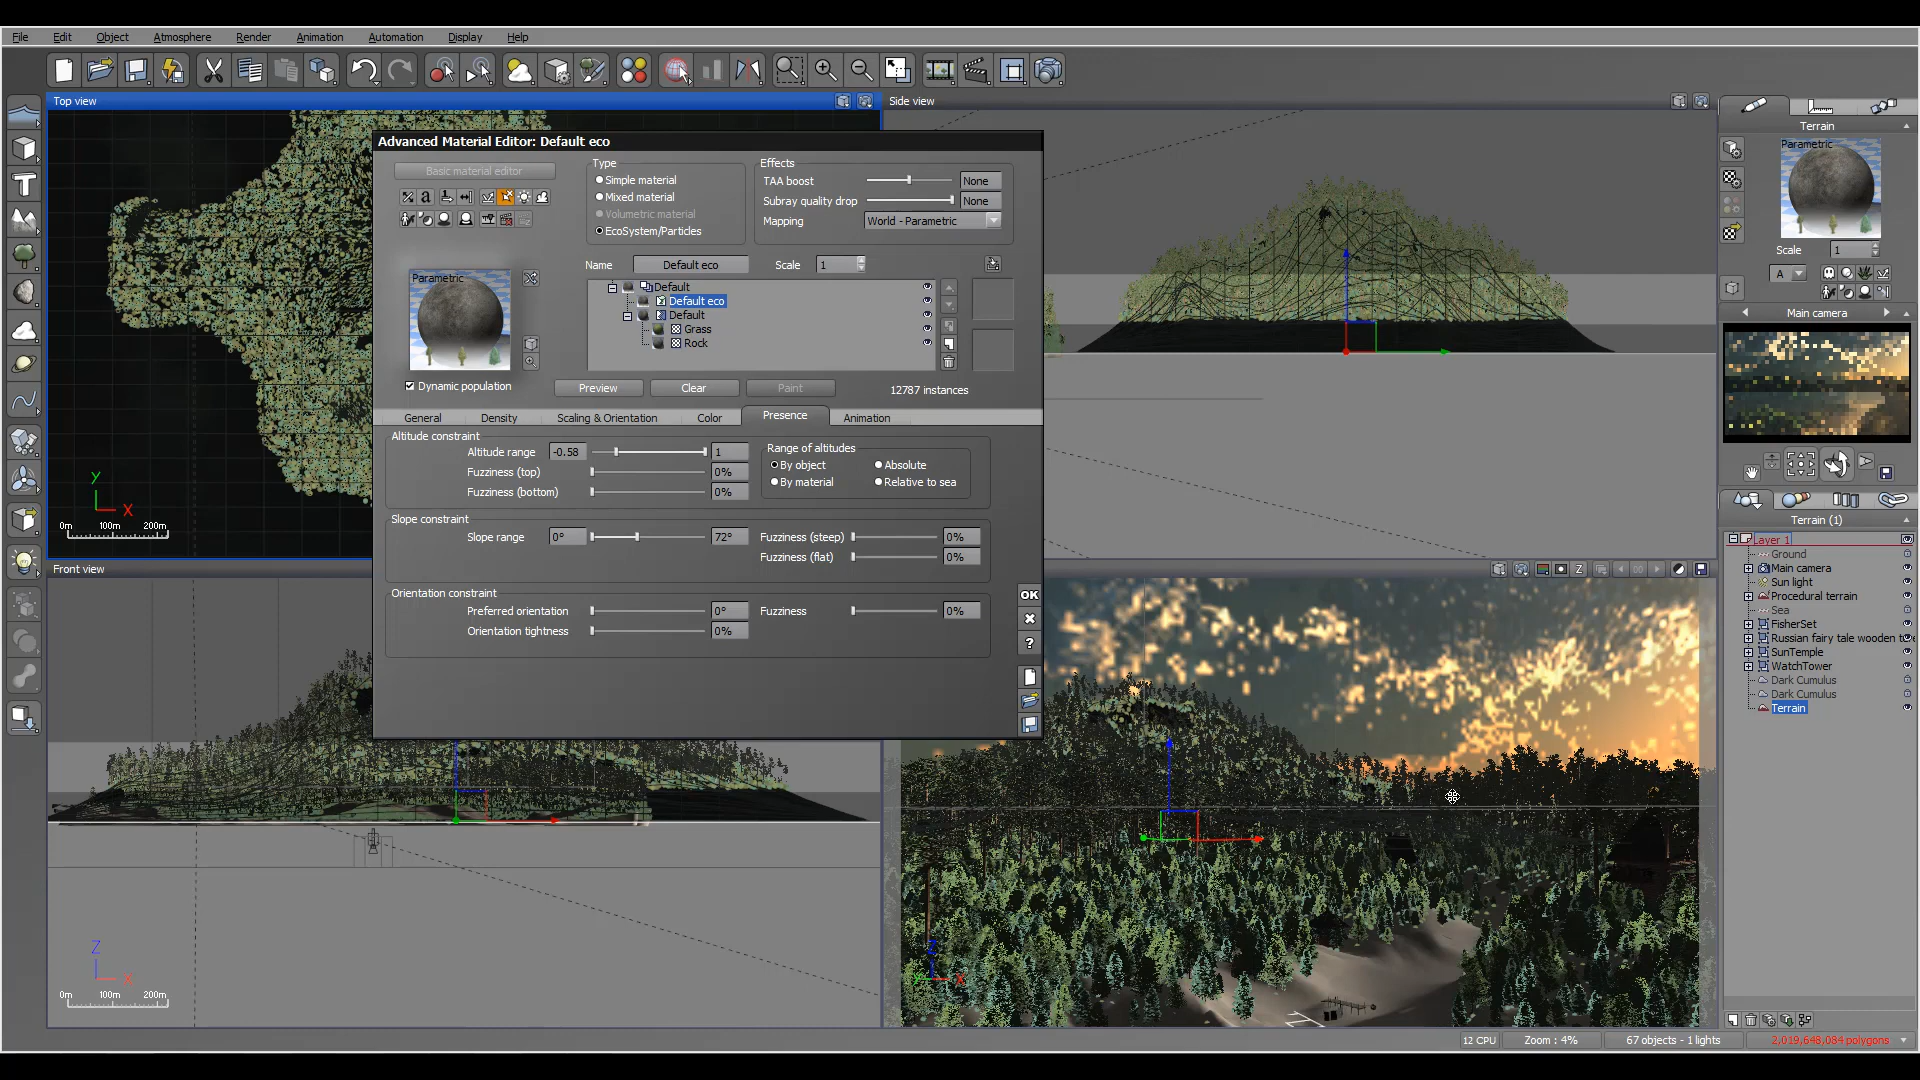 File Edit Object Atmosphere Render Animation Automation Display Help
Top view
Side view
Advanced Material Editor: Default eco
Basic material editor
Type
Simple material
Mixed material
Volumetric material
EcoSystem/Particles
Effects
TAA boost None
Subray quality drop None
Mapping World - Parametric
Name Default eco Scale 1
Parametric
Default
Default eco
Default
Grass
Rock
Dynamic population
Preview Clear Paint 12787 instances
General Density Scaling & Orientation Color Presence Animation
Altitude constraint
Altitude range -0.58 1
Fuzziness (top) 0%
Fuzziness (bottom) 0%
Range of altitudes
By object Absolute
By material Relative to sea
Slope constraint
Slope range 0° 72° Fuzziness (steep) 0%
Fuzziness (flat) 0%
Orientation constraint
Preferred orientation 0° Fuzziness 0%
Orientation tightness 0%
OK
?
Y
X
0m 100m 200m
Front view
Z
X
0m 100m 200m
Z
X
Z
Terrain
Parametric
Scale 1
A
Main camera
Terrain (1)
Layer 1
Ground
Main camera
Sun light
Procedural terrain
Sea
FisherSet
Russian fairy tale wooden t
SunTemple
WatchTower
Dark Cumulus
Dark Cumulus
Terrain
12 CPU Zoom : 4% 67 objects - 1 lights 2,019,648,084 polygons